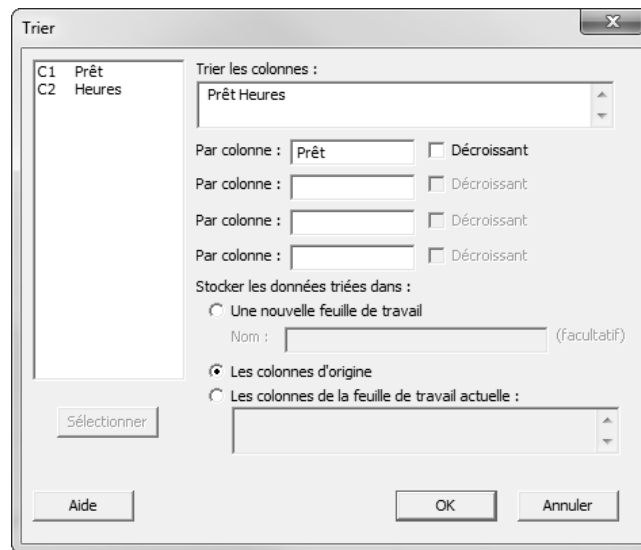 Trier
C1 Prêt
C2 Heures
Trier les colonnes :
Prêt Heures
Par colonne : Prêt Décroissant
Par colonne : Décroissant
Par colonne : Décroissant
Par colonne : Décroissant
Stocker les données triées dans :
Une nouvelle feuille de travail
Nom : (facultatif)
Les colonnes d'origine
Les colonnes de la feuille de travail actuelle :
Sélectionner
Aide OK Annuler